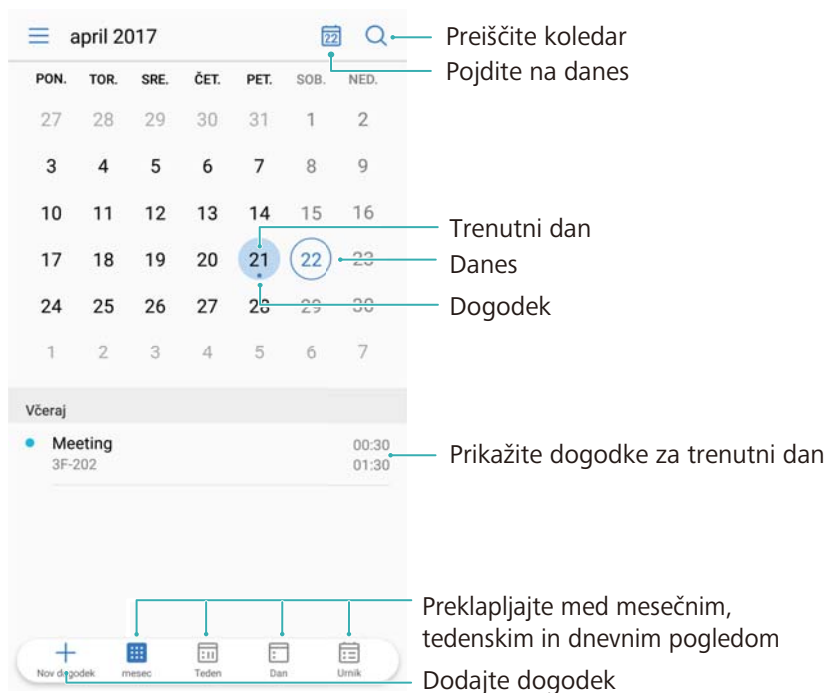 april 2017
22
Preiščite koledar
Pojdite na danes
PON. TOR. SRE. ČET. PET. SOB. NED.
27 28 29 30 31 1 2
3 4 5 6 7 8 9
10 11 12 13 14 15 16
Trenutni dan
17 18 19 20 21 22 23
Danes
24 25 26 27 28 29 30
Dogodek
1 2 3 4 5 6 7
Včeraj
Meeting 00:30
3F-202 01:30
Prikažite dogodke za trenutni dan
Preklapljajte med mesečnim,
tedenskim in dnevnim pogledom
Nov dogodek mesec Teden Dan Urnik
Dodajte dogodek